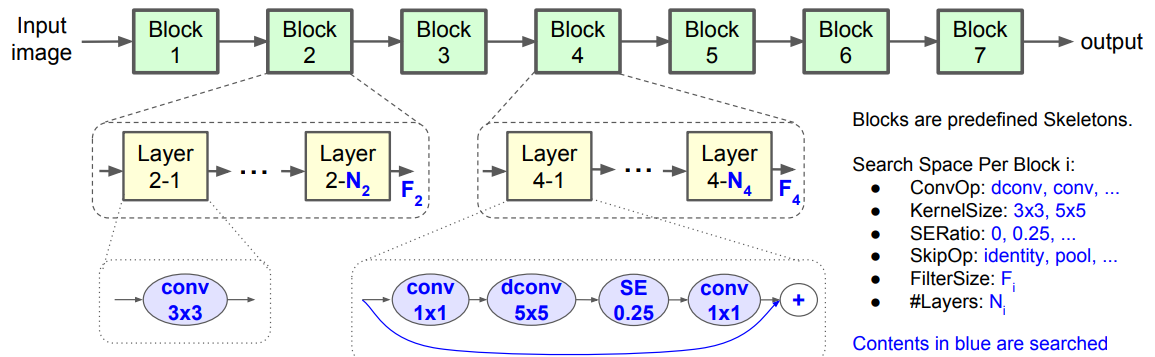 Input
image
Block
1
Block
2
Block
3
Block
4
Block
5
Block
6
Block
7
output
Layer
2-1
...
Layer
2-N2
F2
Layer
4-1
...
Layer
4-N4
F4
conv
3x3
conv
1x1
dconv
5x5
SE
0.25
conv
1x1
+
Blocks are predefined Skeletons.
Search Space Per Block i:
● ConvOp: dconv, conv, ...
● KernelSize: 3x3, 5x5
● SERatio: 0, 0.25, ...
● SkipOp: identity, pool, ...
● FilterSize: Fi
● #Layers: Ni
Contents in blue are searched